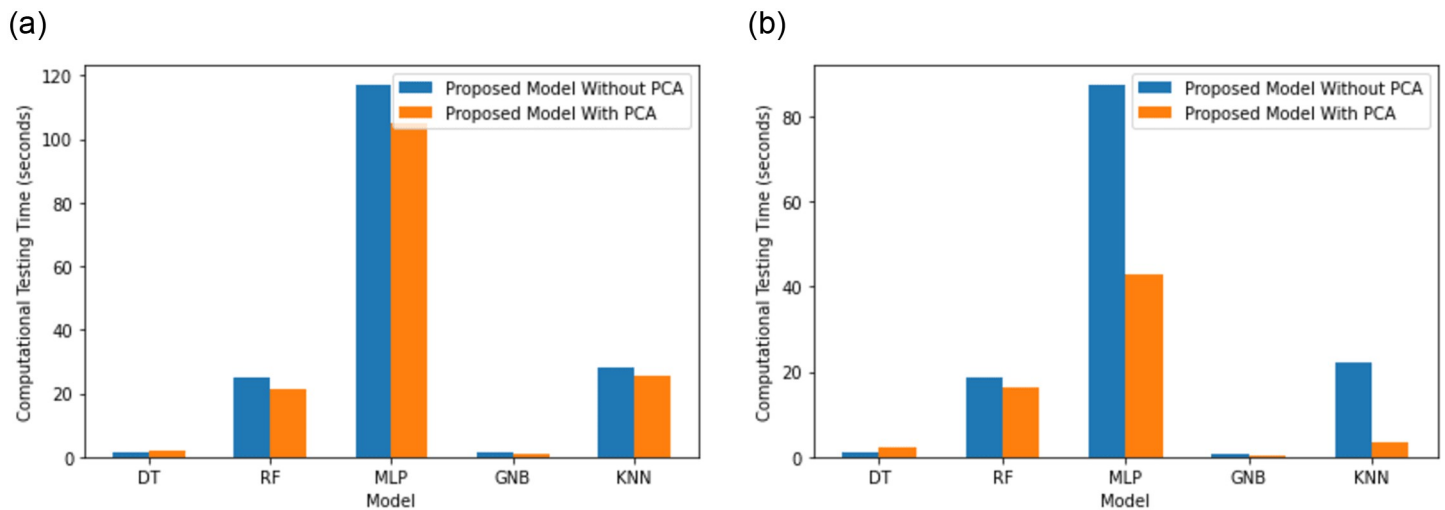 (a)
Computational Testing Time (seconds)
120
100
80
60
40
20
0
Proposed Model Without PCA
Proposed Model With PCA
DT RF MLP GNB KNN
Model
(b)
Computational Testing Time (seconds)
80
60
40
20
0
Proposed Model Without PCA
Proposed Model With PCA
DT RF MLP GNB KNN
Model